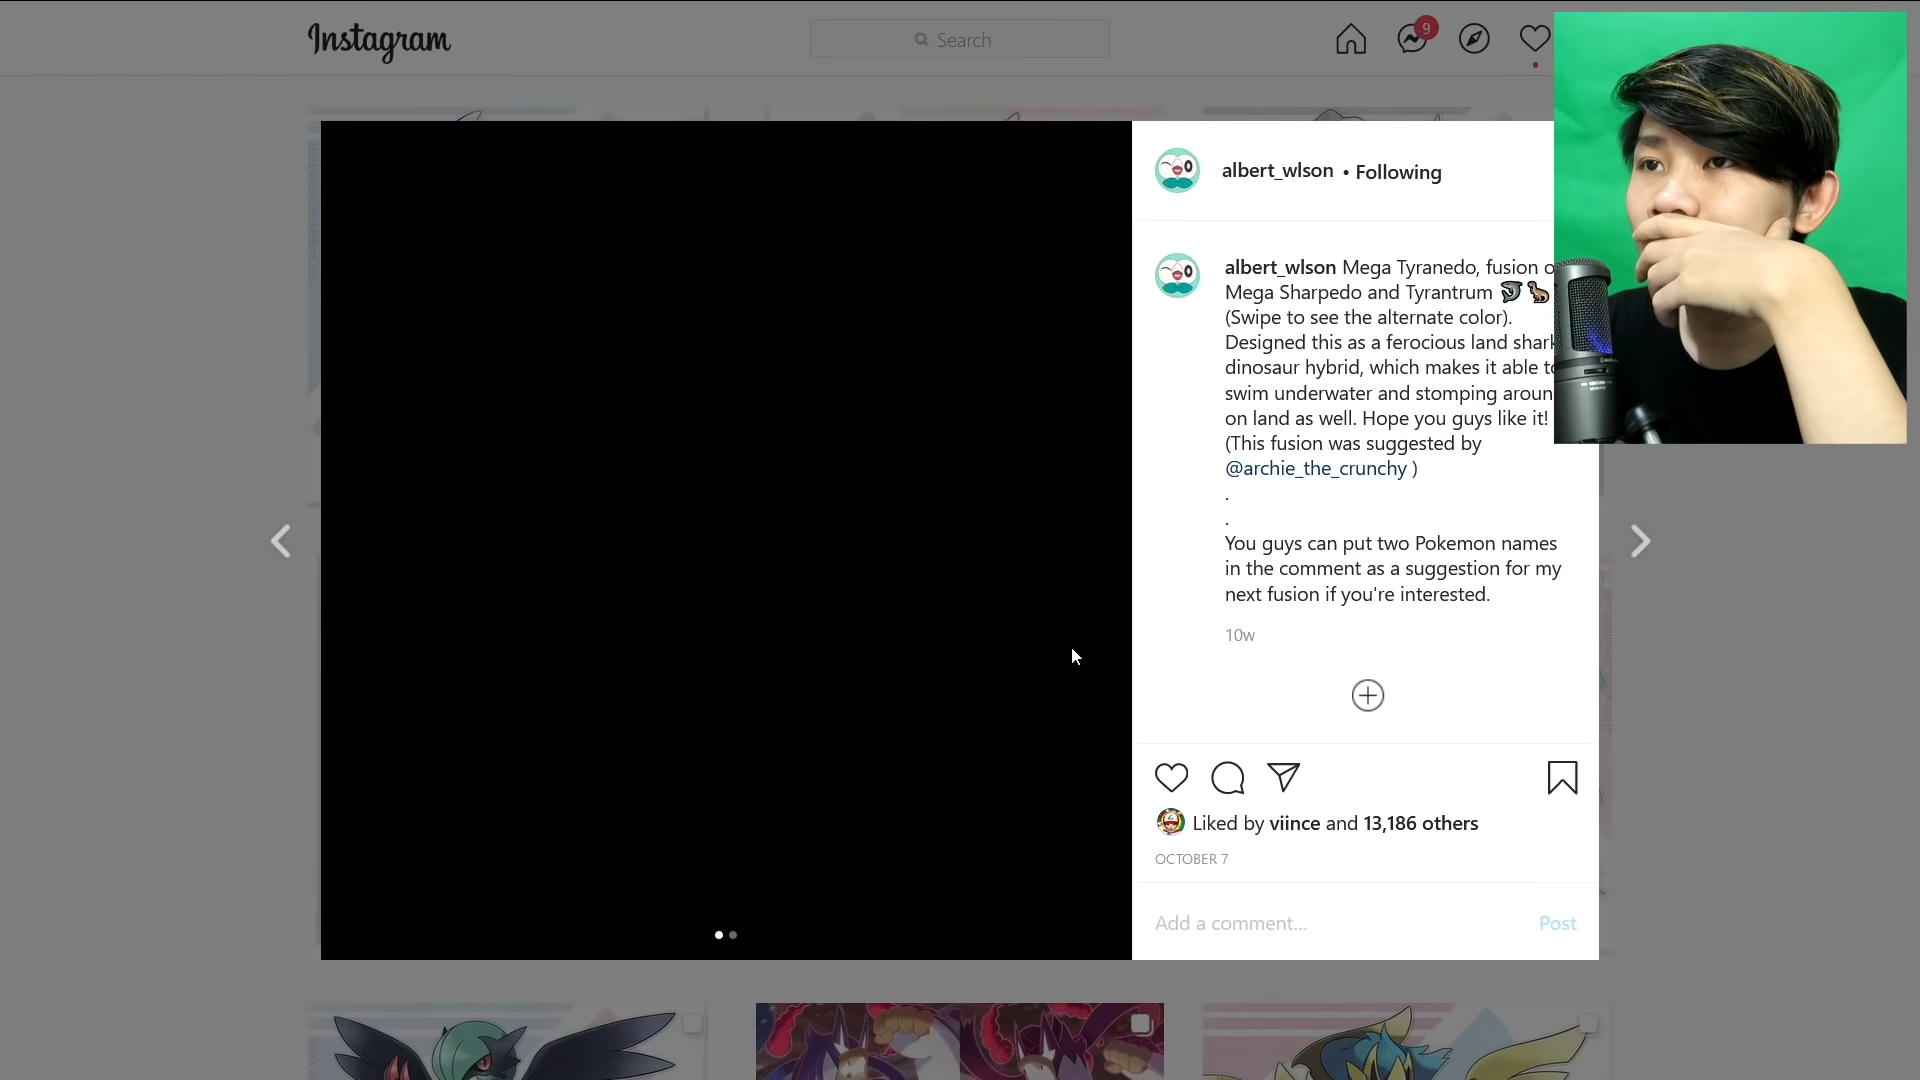 Instagram
Search
9
albert_wlson • Following
albert_wlson Mega Tyranedo, fusion o
Mega Sharpedo and Tyrantrum
(Swipe to see the alternate color).
Designed this as a ferocious land shark
dinosaur hybrid, which makes it able to
swim underwater and stomping aroun
on land as well. Hope you guys like it!
(This fusion was suggested by
@archie_the_crunchy )
.
.
You guys can put two Pokemon names
in the comment as a suggestion for my
next fusion if you're interested.
10w
Liked by viince and 13,186 others
OCTOBER 7
Add a comment...
Post